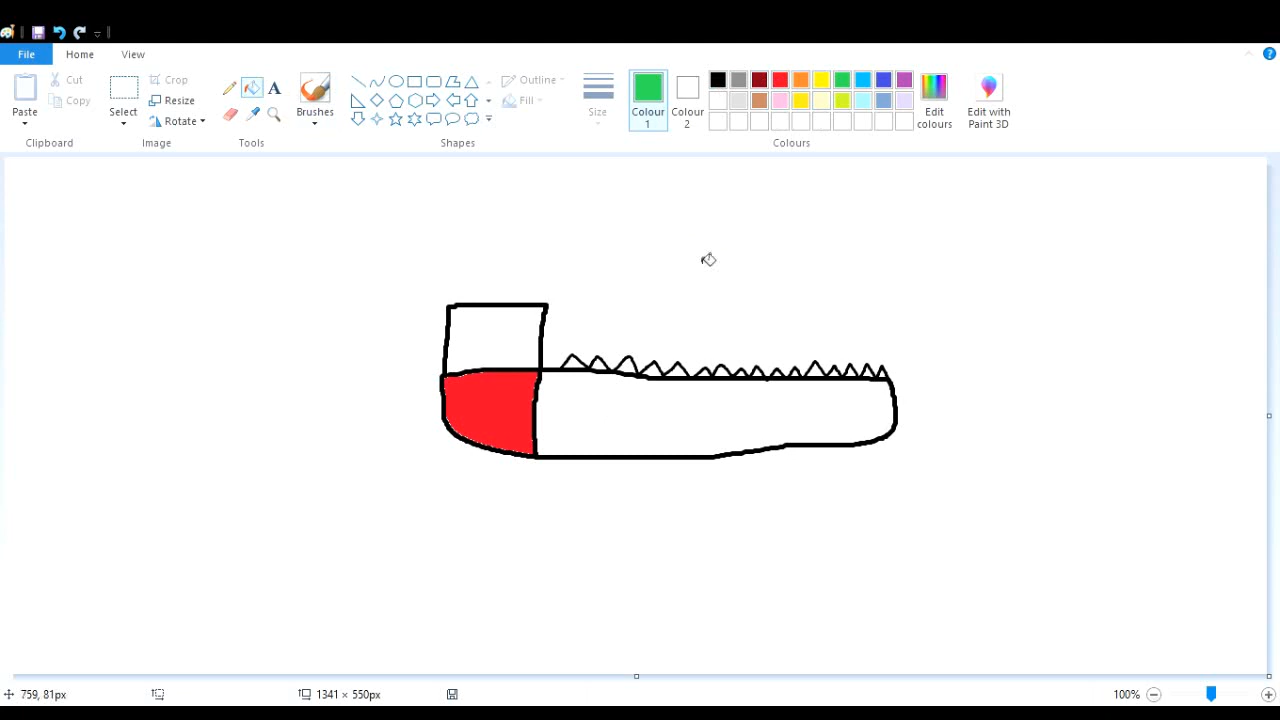 File Home View
Paste Cut Copy Select Crop Resize Rotate A Brushes Outline Fill Size Colour 1 Colour 2 Edit colours Edit with Paint 3D
Clipboard Image Tools Shapes Colours
759, 81px 1341 × 550px 100%